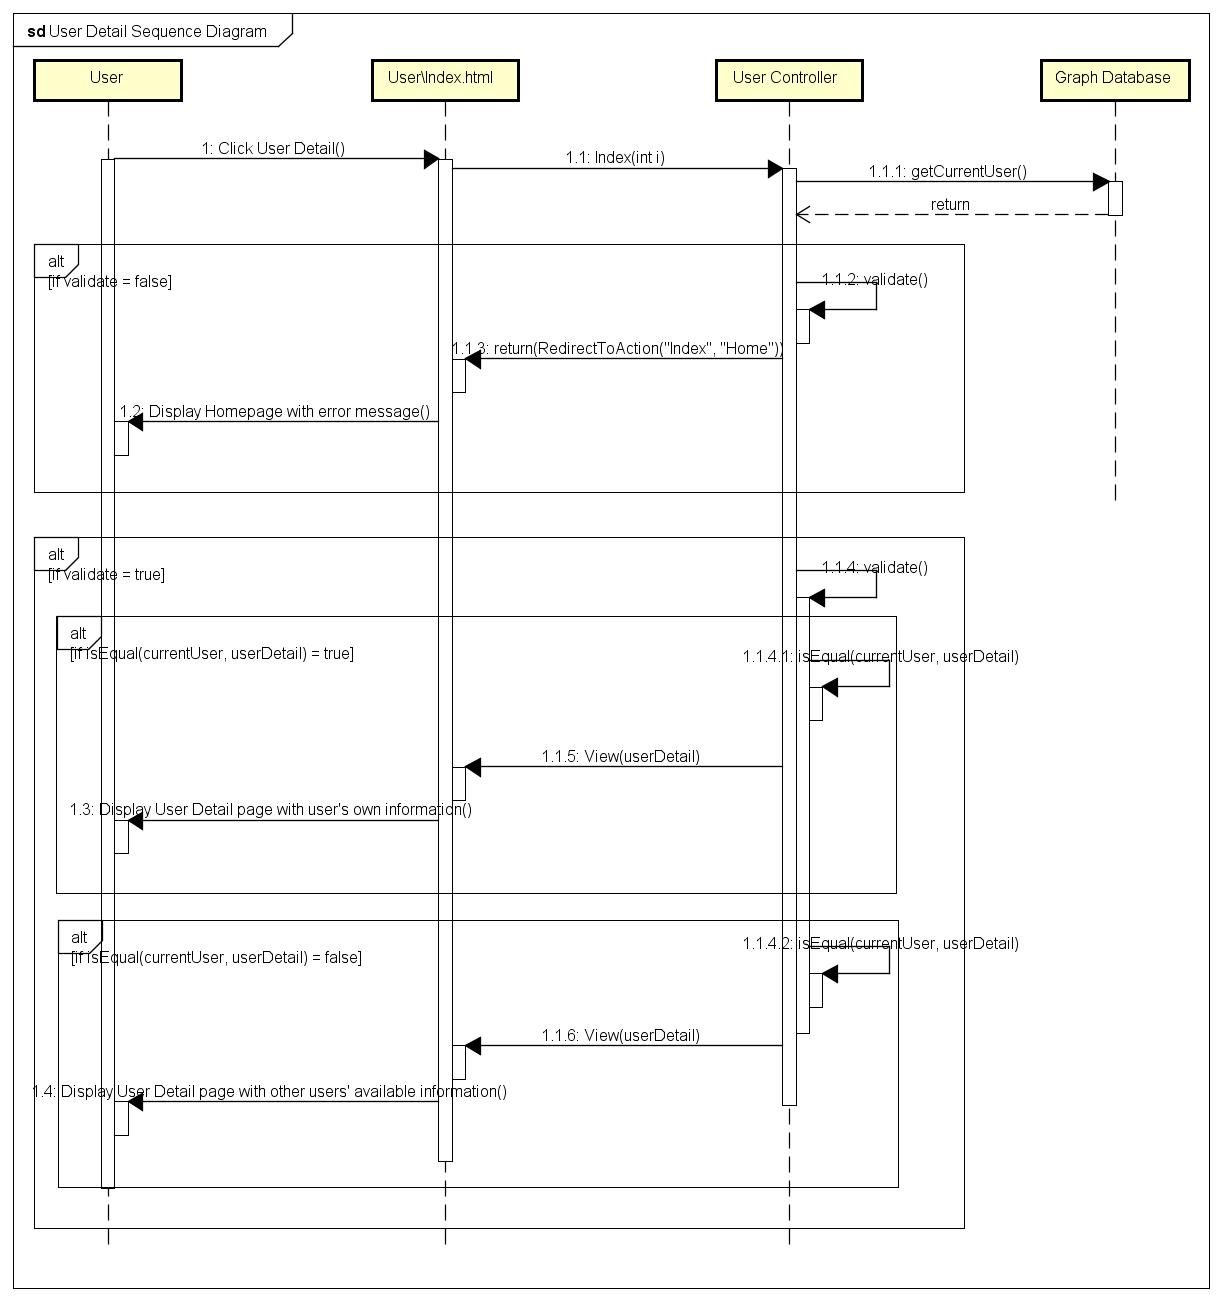 sd User Detail Sequence Diagram
User
User\Index.html
User Controller
Graph Database
1: Click User Detail()
1.1: Index(int i)
1.1.1: getCurrentUser()
return
alt
[if validate = false]
1.1.2: validate()
1.1.3: return(RedirectToAction("Index", "Home"))
1.2: Display Homepage with error message()
alt
[if validate = true]
1.1.4: validate()
alt
[if isEqual(currentUser, userDetail) = true]
1.1.4.1: isEqual(currentUser, userDetail)
1.1.5: View(userDetail)
1.3: Display User Detail page with user's own information()
alt
[if isEqual(currentUser, userDetail) = false]
1.1.4.2: isEqual(currentUser, userDetail)
1.1.6: View(userDetail)
1.4: Display User Detail page with other users' available information()